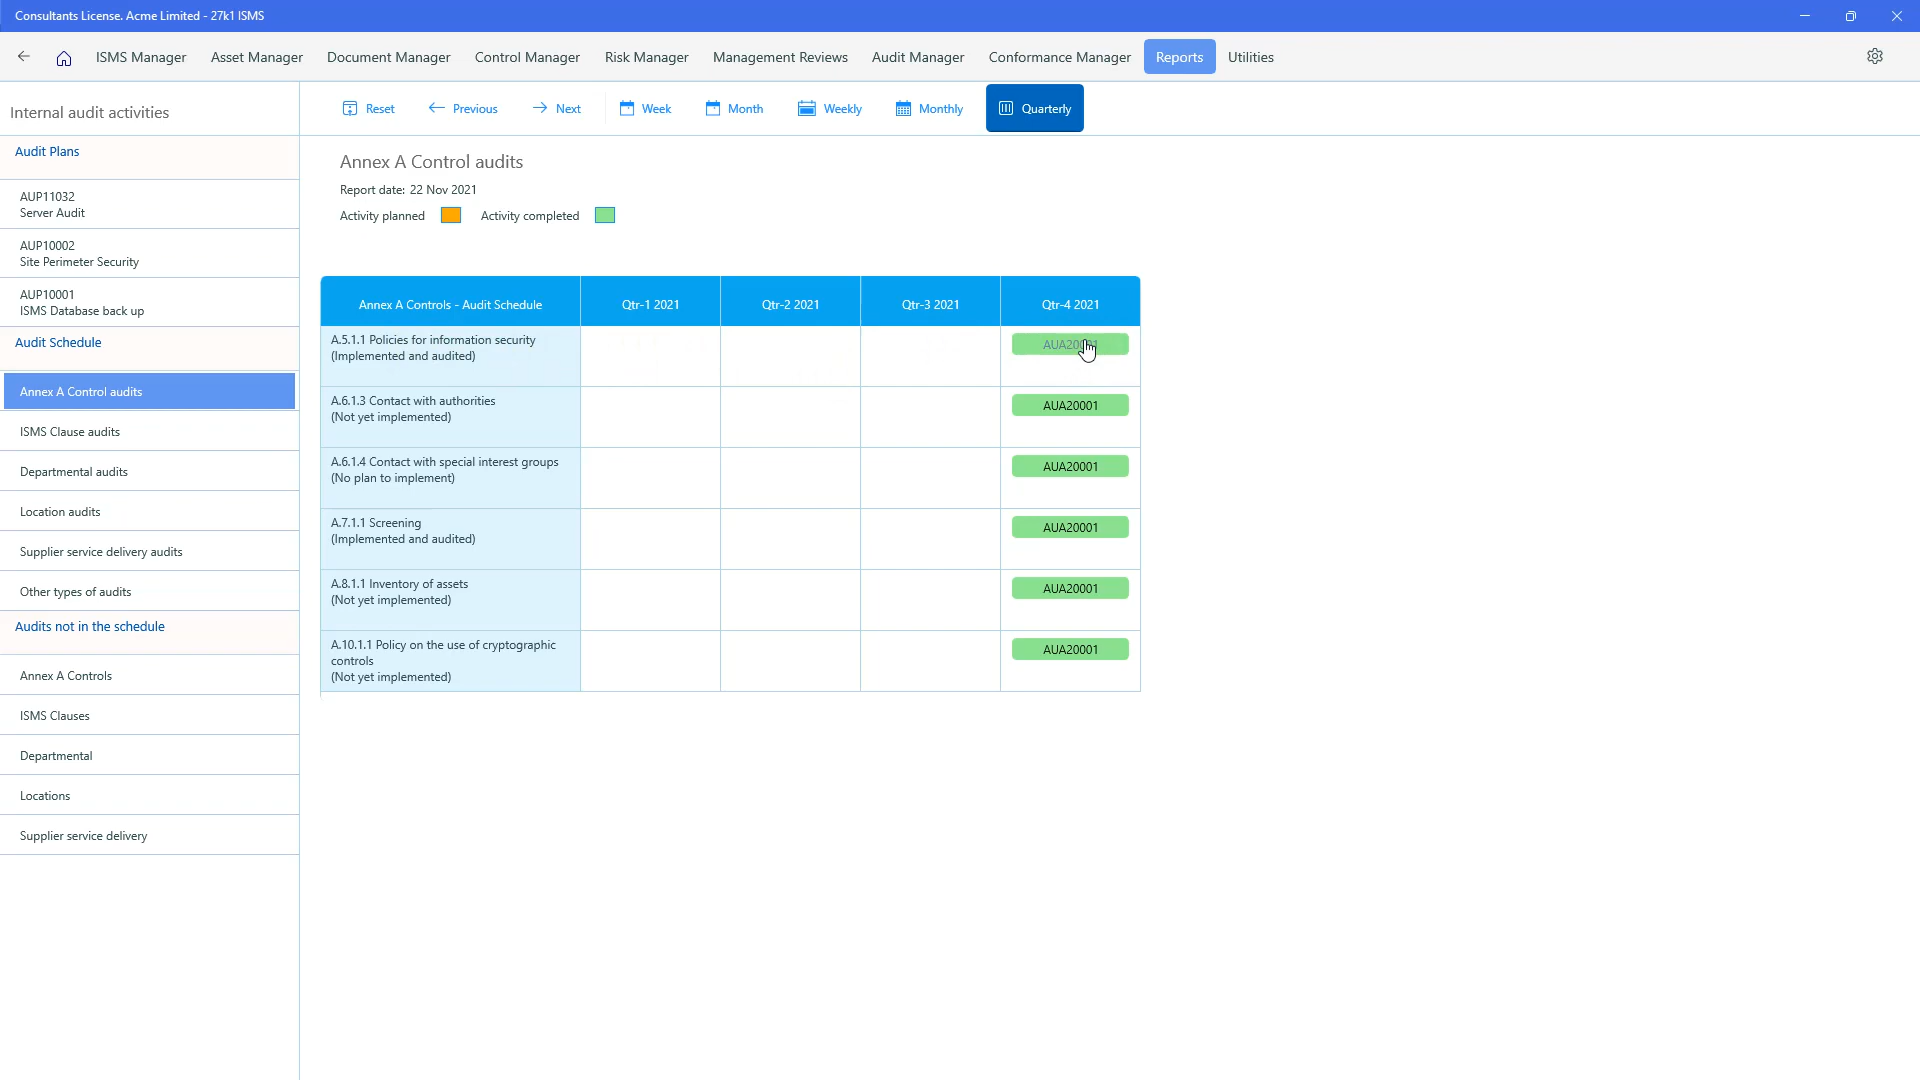 Consultants License. Acme Limited - 27k1 ISMS
ISMS Manager
Asset Manager
Document Manager
Control Manager
Risk Manager
Management Reviews
Audit Manager
Conformance Manager
Reports
Utilities
Internal audit activities
Audit Plans
AUP11032
Server Audit
AUP10002
Site Perimeter Security
AUP10001
ISMS Database back up
Audit Schedule
Annex A Control audits
ISMS Clause audits
Departmental audits
Location audits
Supplier service delivery audits
Other types of audits
Audits not in the schedule
Annex A Controls
ISMS Clauses
Departmental
Locations
Supplier service delivery
Reset
Previous
Next
Week
Month
Weekly
Monthly
Quarterly
Annex A Control audits
Report date: 22 Nov 2021
Activity planned
Activity completed
Annex A Controls - Audit Schedule
Qtr-1 2021
Qtr-2 2021
Qtr-3 2021
Qtr-4 2021
A.5.1.1 Policies for information security
(Implemented and audited)
A.6.1.3 Contact with authorities
(Not yet implemented)
AUA20001
A.6.1.4 Contact with special interest groups
(No plan to implement)
AUA20001
A.7.1.1 Screening
(Implemented and audited)
AUA20001
A.8.1.1 Inventory of assets
(Not yet implemented)
AUA20001
A.10.1.1 Policy on the use of cryptographic
controls
(Not yet implemented)
AUA20001